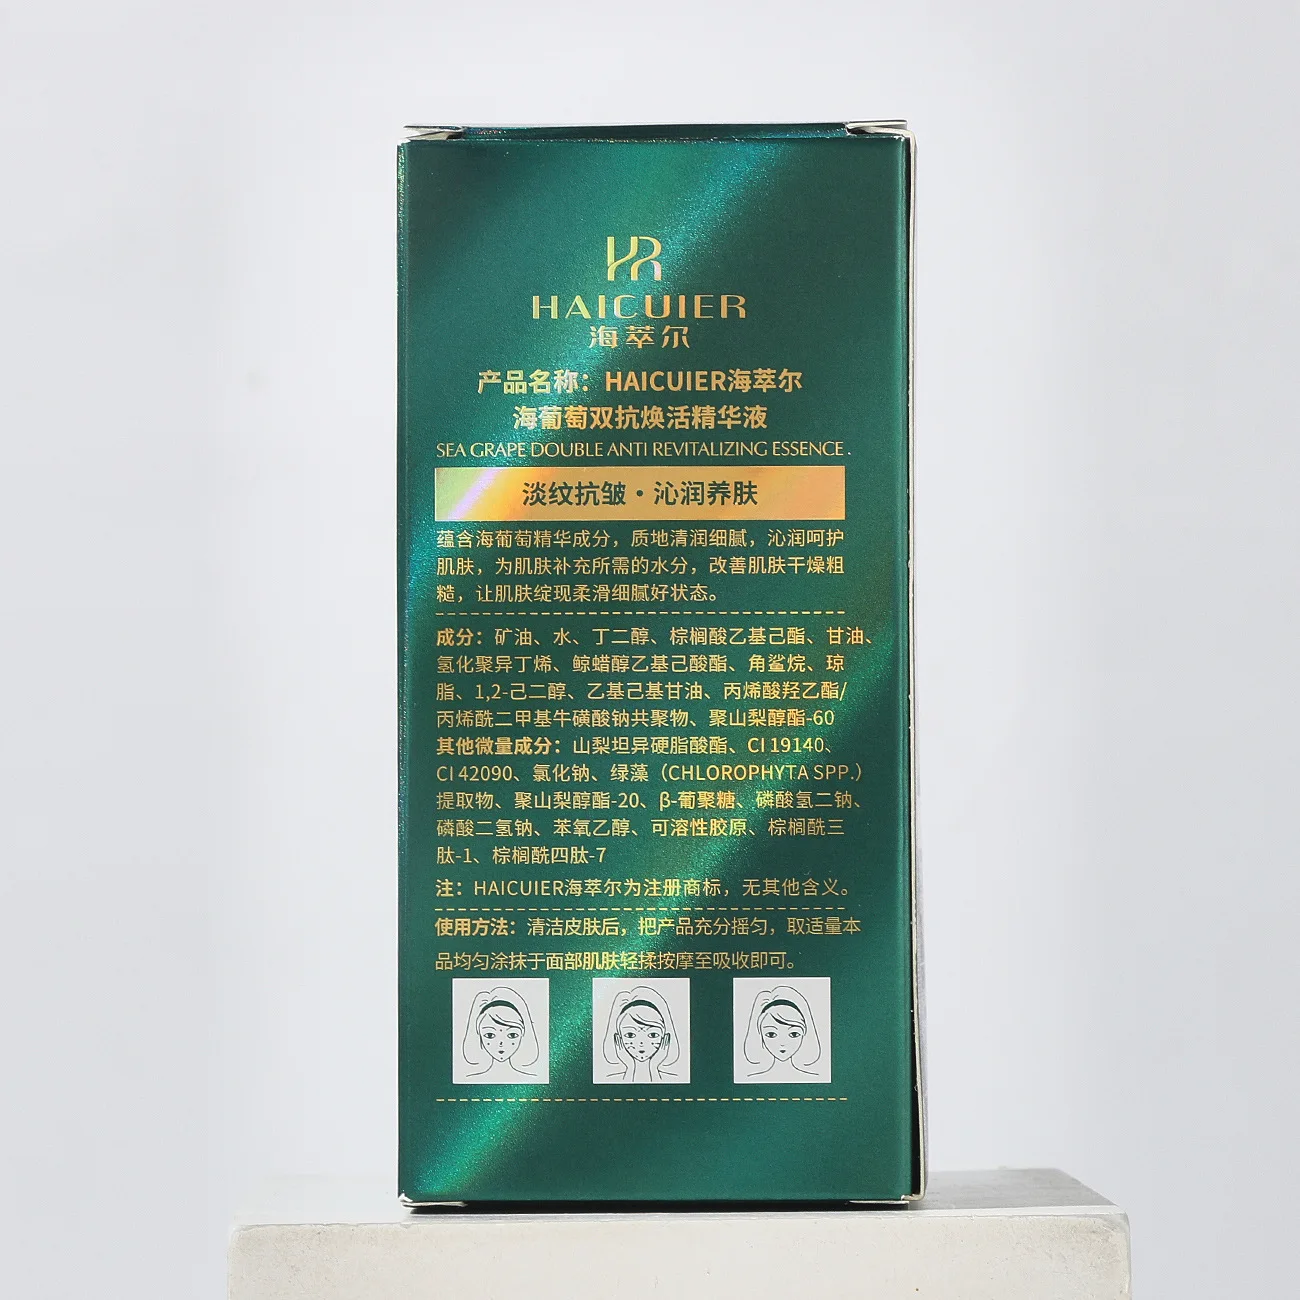 HR
HAICUIER
海萃尔
产品名称：HAICUIER海萃尔
海葡萄双抗焕活精华液
SEA GRAPE DOUBLE ANTI REVITALIZING ESSENCE .
淡纹抗皱·沁润养肤
蕴含海葡萄精华成分，质地清润细腻，沁润呵护
肌肤，为肌肤补充所需的水分，改善肌肤干燥粗
糙，让肌肤绽现柔滑细腻好状态。
成分：矿油、水、丁二醇、棕榈酸乙基己酯、甘油、
氢化聚异丁烯、鲸蜡醇乙基己酸酯、角鲨烷、琼
脂、1,2-己二醇、乙基己基甘油、丙烯酸羟乙酯/
丙烯酰二甲基牛磺酸钠共聚物、聚山梨醇酯-60
其他微量成分：山梨坦异硬脂酸酯、CI 19140、
CI 42090、氯化钠、绿藻（CHLOROPHYTA SPP.）
提取物、聚山梨醇酯-20、β-葡聚糖、磷酸氢二钠、
磷酸二氢钠、苯氧乙醇、可溶性胶原、棕榈酰三
肽-1、棕榈酰四肽-7
注：HAICUIER海萃尔为注册商标，无其他含义。
使用方法：清洁皮肤后，把产品充分摇匀，取适量本
品均匀涂抹于面部肌肤轻揉按摩至吸收即可。